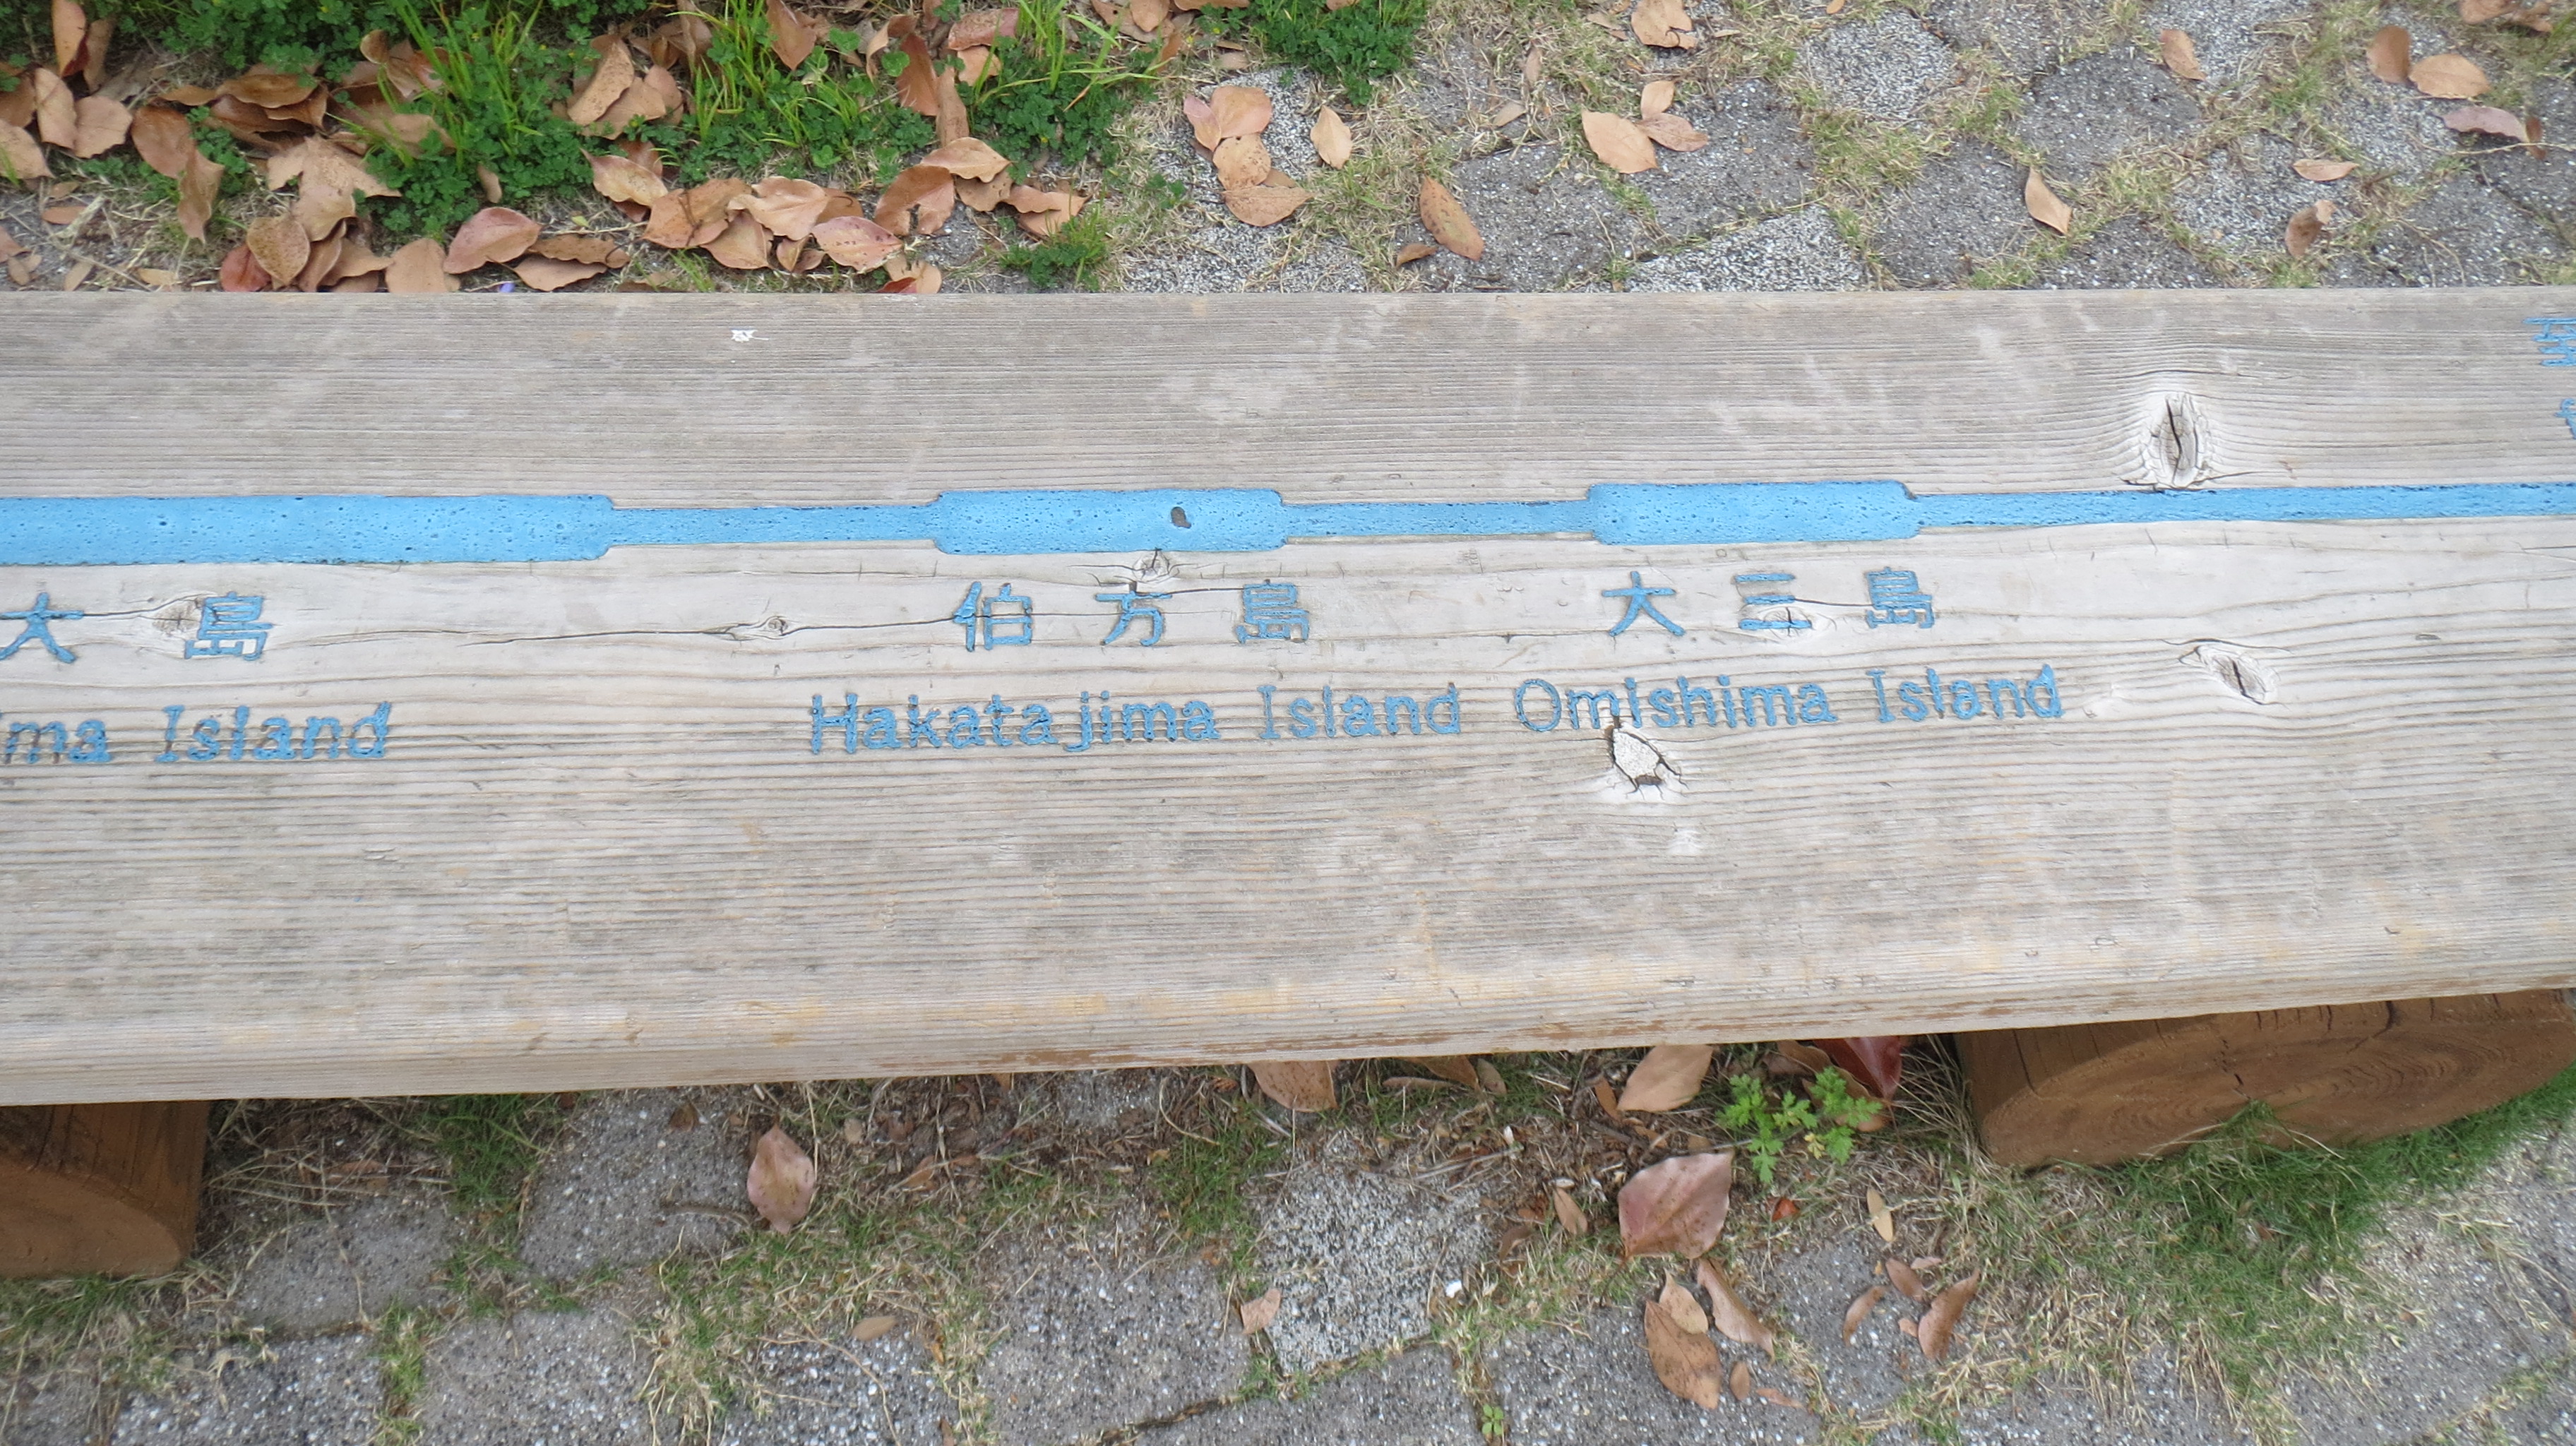 大島
ima Island
伯方島
Hakatajima Island
大三島
Omishima Island